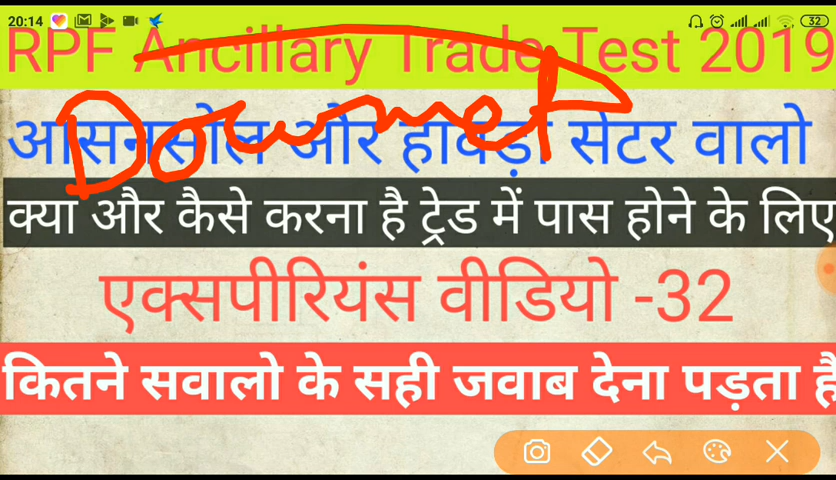 20:14 32
RPF Ancillary Trade Test 2019
आसनसोल और हावड़ा सेंटर वालो
क्या और कैसे करना है ट्रेड में पास होने के लिए
एक्सपीरियंस वीडियो -32
कितने सवालो के सही जवाब देना पड़ता है